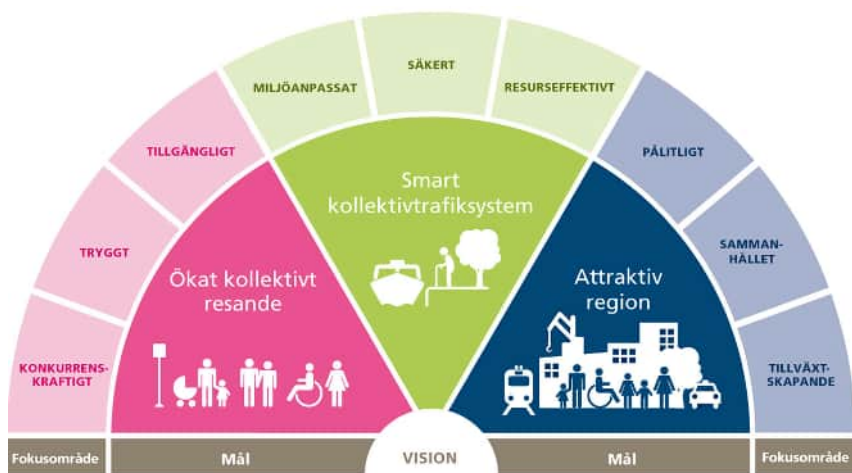 MILJÖANPASSAT
SÄKERT
RESURSEFFEKTIVT
TILLGÄNGLIGT
PÅLITLIGT
TRYGGT
SAMMAN-
HÅLLET
KONKURRENS-
KRAFTIGT
TILLVÄXT-
SKAPANDE
Smart
kollektivtrafiksystem
Ökat kollektivt
resande
Attraktiv
region
Fokusområde
Mål
VISION
Mål
Fokusområde